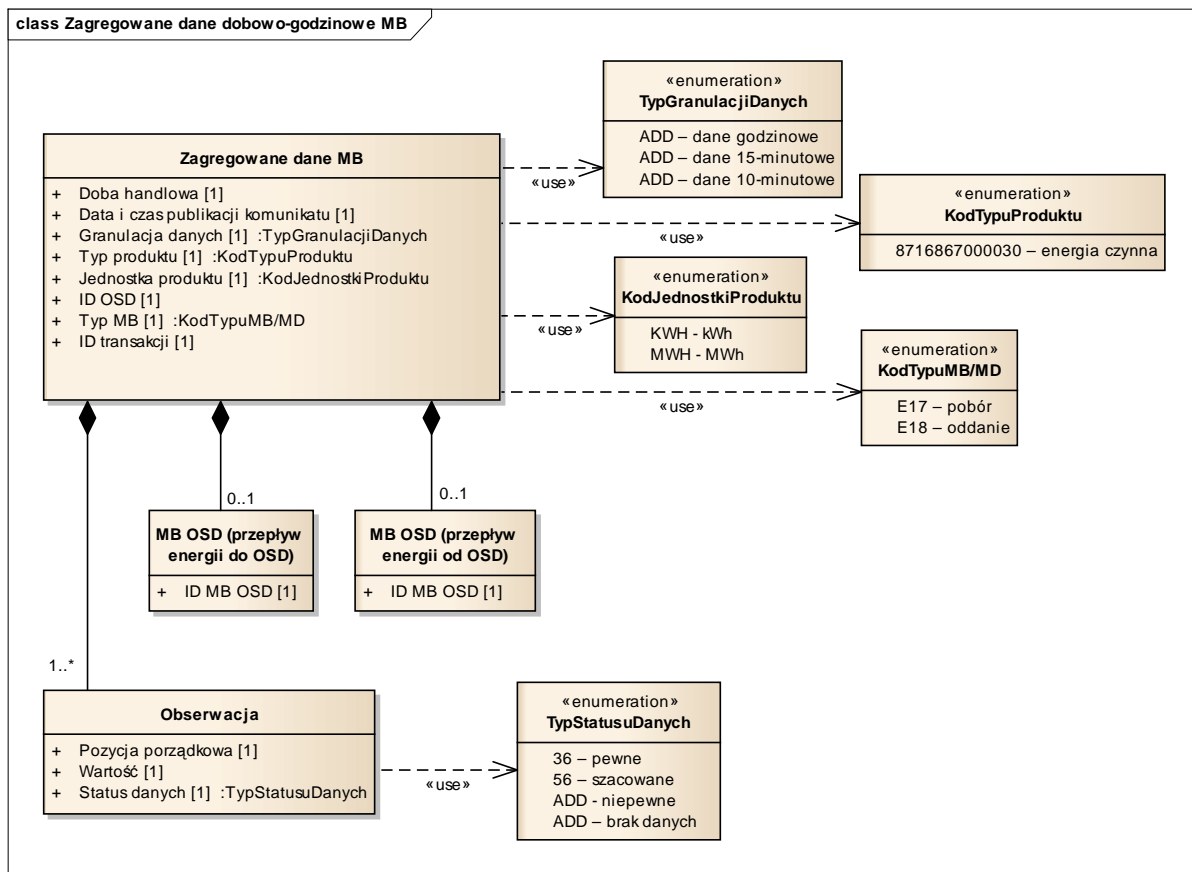 class Zagregowane dane dobowo-godzinowe MB
«enumeration»
TypGranulacjiDanych
ADD – dane godzinowe
ADD – dane 15-minutowe
ADD – dane 10-minutowe
Zagregowane dane MB
+ Doba handlowa [1]
+ Data i czas publikacji komunikatu [1]
+ Granulacja danych [1] :TypGranulacjiDanych
+ Typ produktu [1] :KodTypuProduktu
+ Jednostka produktu [1] :KodJednostkiProduktu
+ ID OSD [1]
+ Typ MB [1] :KodTypuMB/MD
+ ID transakcji [1]
«use»
«enumeration»
KodTypuProduktu
8716867000030 – energia czynna
«use»
«enumeration»
KodJednostkiProduktu
KWH - kWh
MWH - MWh
«use»
«enumeration»
KodTypuMB/MD
E17 – pobór
E18 – oddanie
«use»
0..1
0..1
MB OSD (przepływ
energii do OSD)
+ ID MB OSD [1]
MB OSD (przepływ
energii od OSD)
+ ID MB OSD [1]
1..*
Obserwacja
+ Pozycja porządkowa [1]
+ Wartość [1]
+ Status danych [1] :TypStatusuDanych
«use»
«enumeration»
TypStatusuDanych
36 – pewne
56 – szacowane
ADD - niepewne
ADD – brak danych